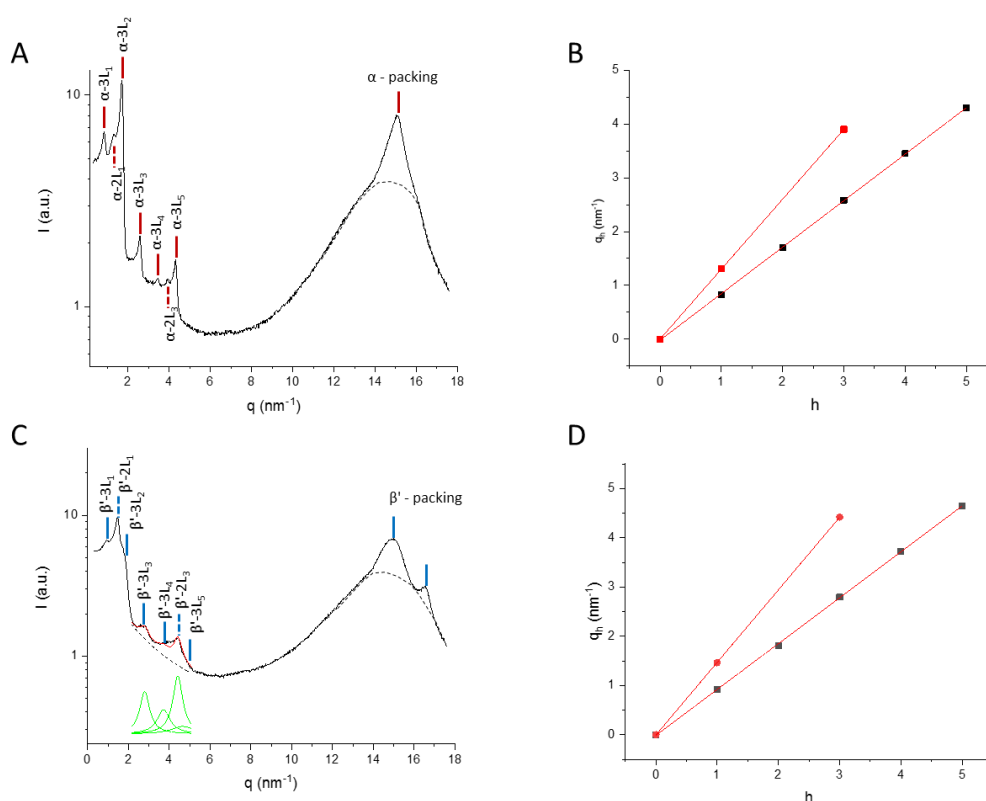 A
10
1
I (a.u.)
α-3L₁
α-3L₂
α-2L₁
α-3L₃
α-3L₄
α-2L₃
α-3L₅
α - packing
2 4 6 8 10 12 14 16 18
q (nm⁻¹)
B
5
4
3
2
1
0
qₕ (nm⁻¹)
0 1 2 3 4 5
h
C
10
1
I (a.u.)
β'-3L₁
β'-2L₁
β'-3L₂
β'-3L₃
β'-3L₄
β'-2L₃
β'-3L₅
β' - packing
0 2 4 6 8 10 12 14 16 18
q (nm⁻¹)
D
5
4
3
2
1
0
qₕ (nm⁻¹)
0 1 2 3 4 5
h